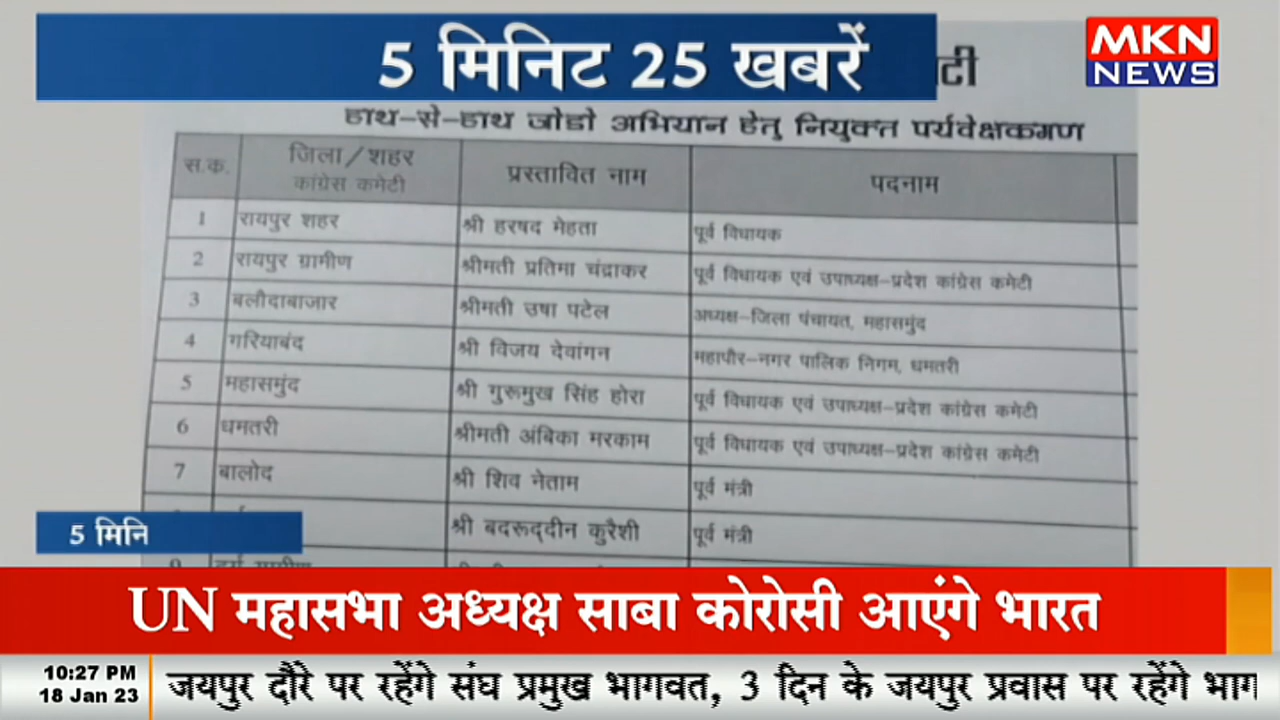 5 मिनिट 25 खबरें
MKN
NEWS
टी
हाथ-से-हाथ जोडो अभियान हेतु नियुक्त पर्यवेक्षकगण
स.क. जिला/शहर कांग्रेस कमेटी प्रस्तावित नाम पदनाम
1 रायपुर शहर श्री हरषद मेहता पूर्व विधायक
2 रायपुर ग्रामीण श्रीमती प्रतिमा चंद्राकर पूर्व विधायक एवं उपाध्यक्ष-प्रदेश कांग्रेस कमेटी
3 बलौदाबाजार श्रीमती उषा पटेल अध्यक्ष-जिला पंचायत, महासमुंद
4 गरियाबंद श्री विजय देवांगन महापौर-नगर पालिक निगम, धमतरी
5 महासमुंद श्री गुरूमुख सिंह होरा पूर्व विधायक एवं उपाध्यक्ष-प्रदेश कांग्रेस कमेटी
6 धमतरी श्रीमती अंबिका मरकाम पूर्व विधायक एवं उपाध्यक्ष-प्रदेश कांग्रेस कमेटी
7 बालोद श्री शिव नेताम पूर्व मंत्री
श्री बदरूद्दीन कुरैशी पूर्व मंत्री
5 मिनि
UN महासभा अध्यक्ष साबा कोरोसी आएंगे भारत
10:27 PM
18 Jan 23
जयपुर दौरे पर रहेंगे संघ प्रमुख भागवत, 3 दिन के जयपुर प्रवास पर रहेंगे भाग